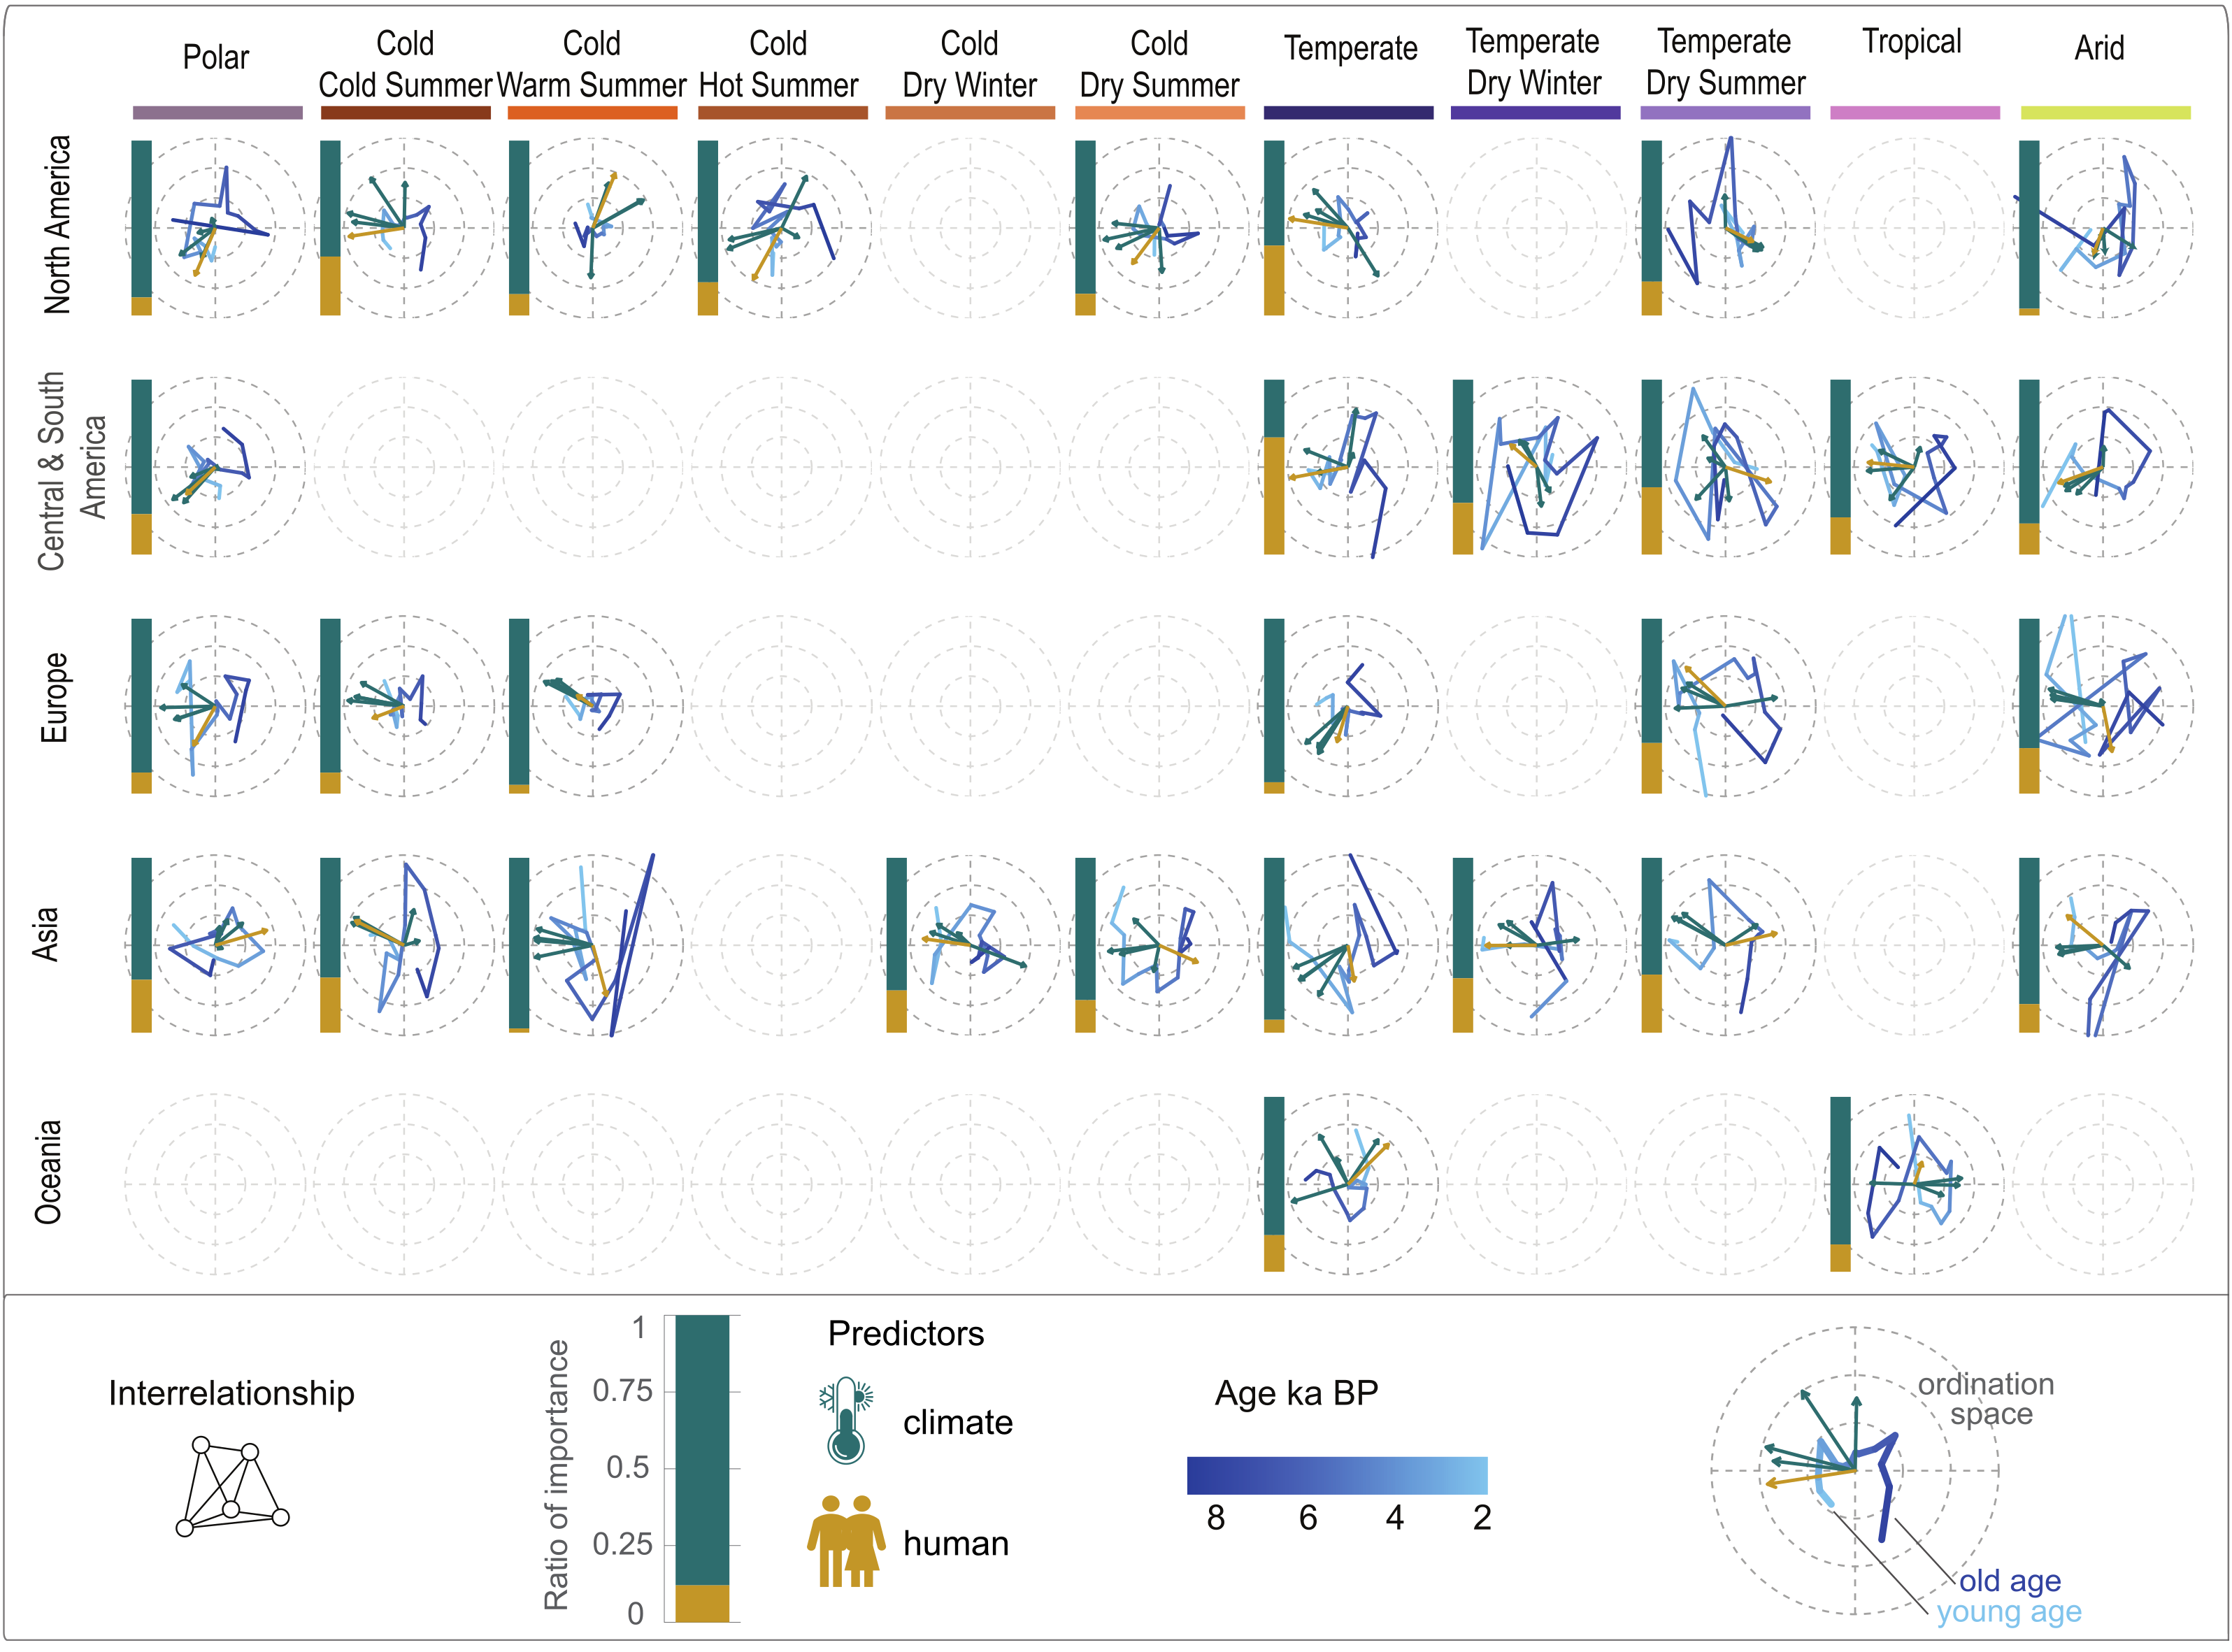 Polar
Cold
Cold Summer
Cold
Warm Summer
Cold
Hot Summer
Cold
Dry Winter
Cold
Dry Summer
Temperate
Temperate
Dry Winter
Temperate
Dry Summer
Tropical
Arid
North America
Central & South
America
Europe
Asia
Oceania
Interrelationship
Ratio of importance
1
0.75
0.5
0.25
0
Predictors
climate
human
Age ka BP
8 6 4 2
ordination
space
old age
young age